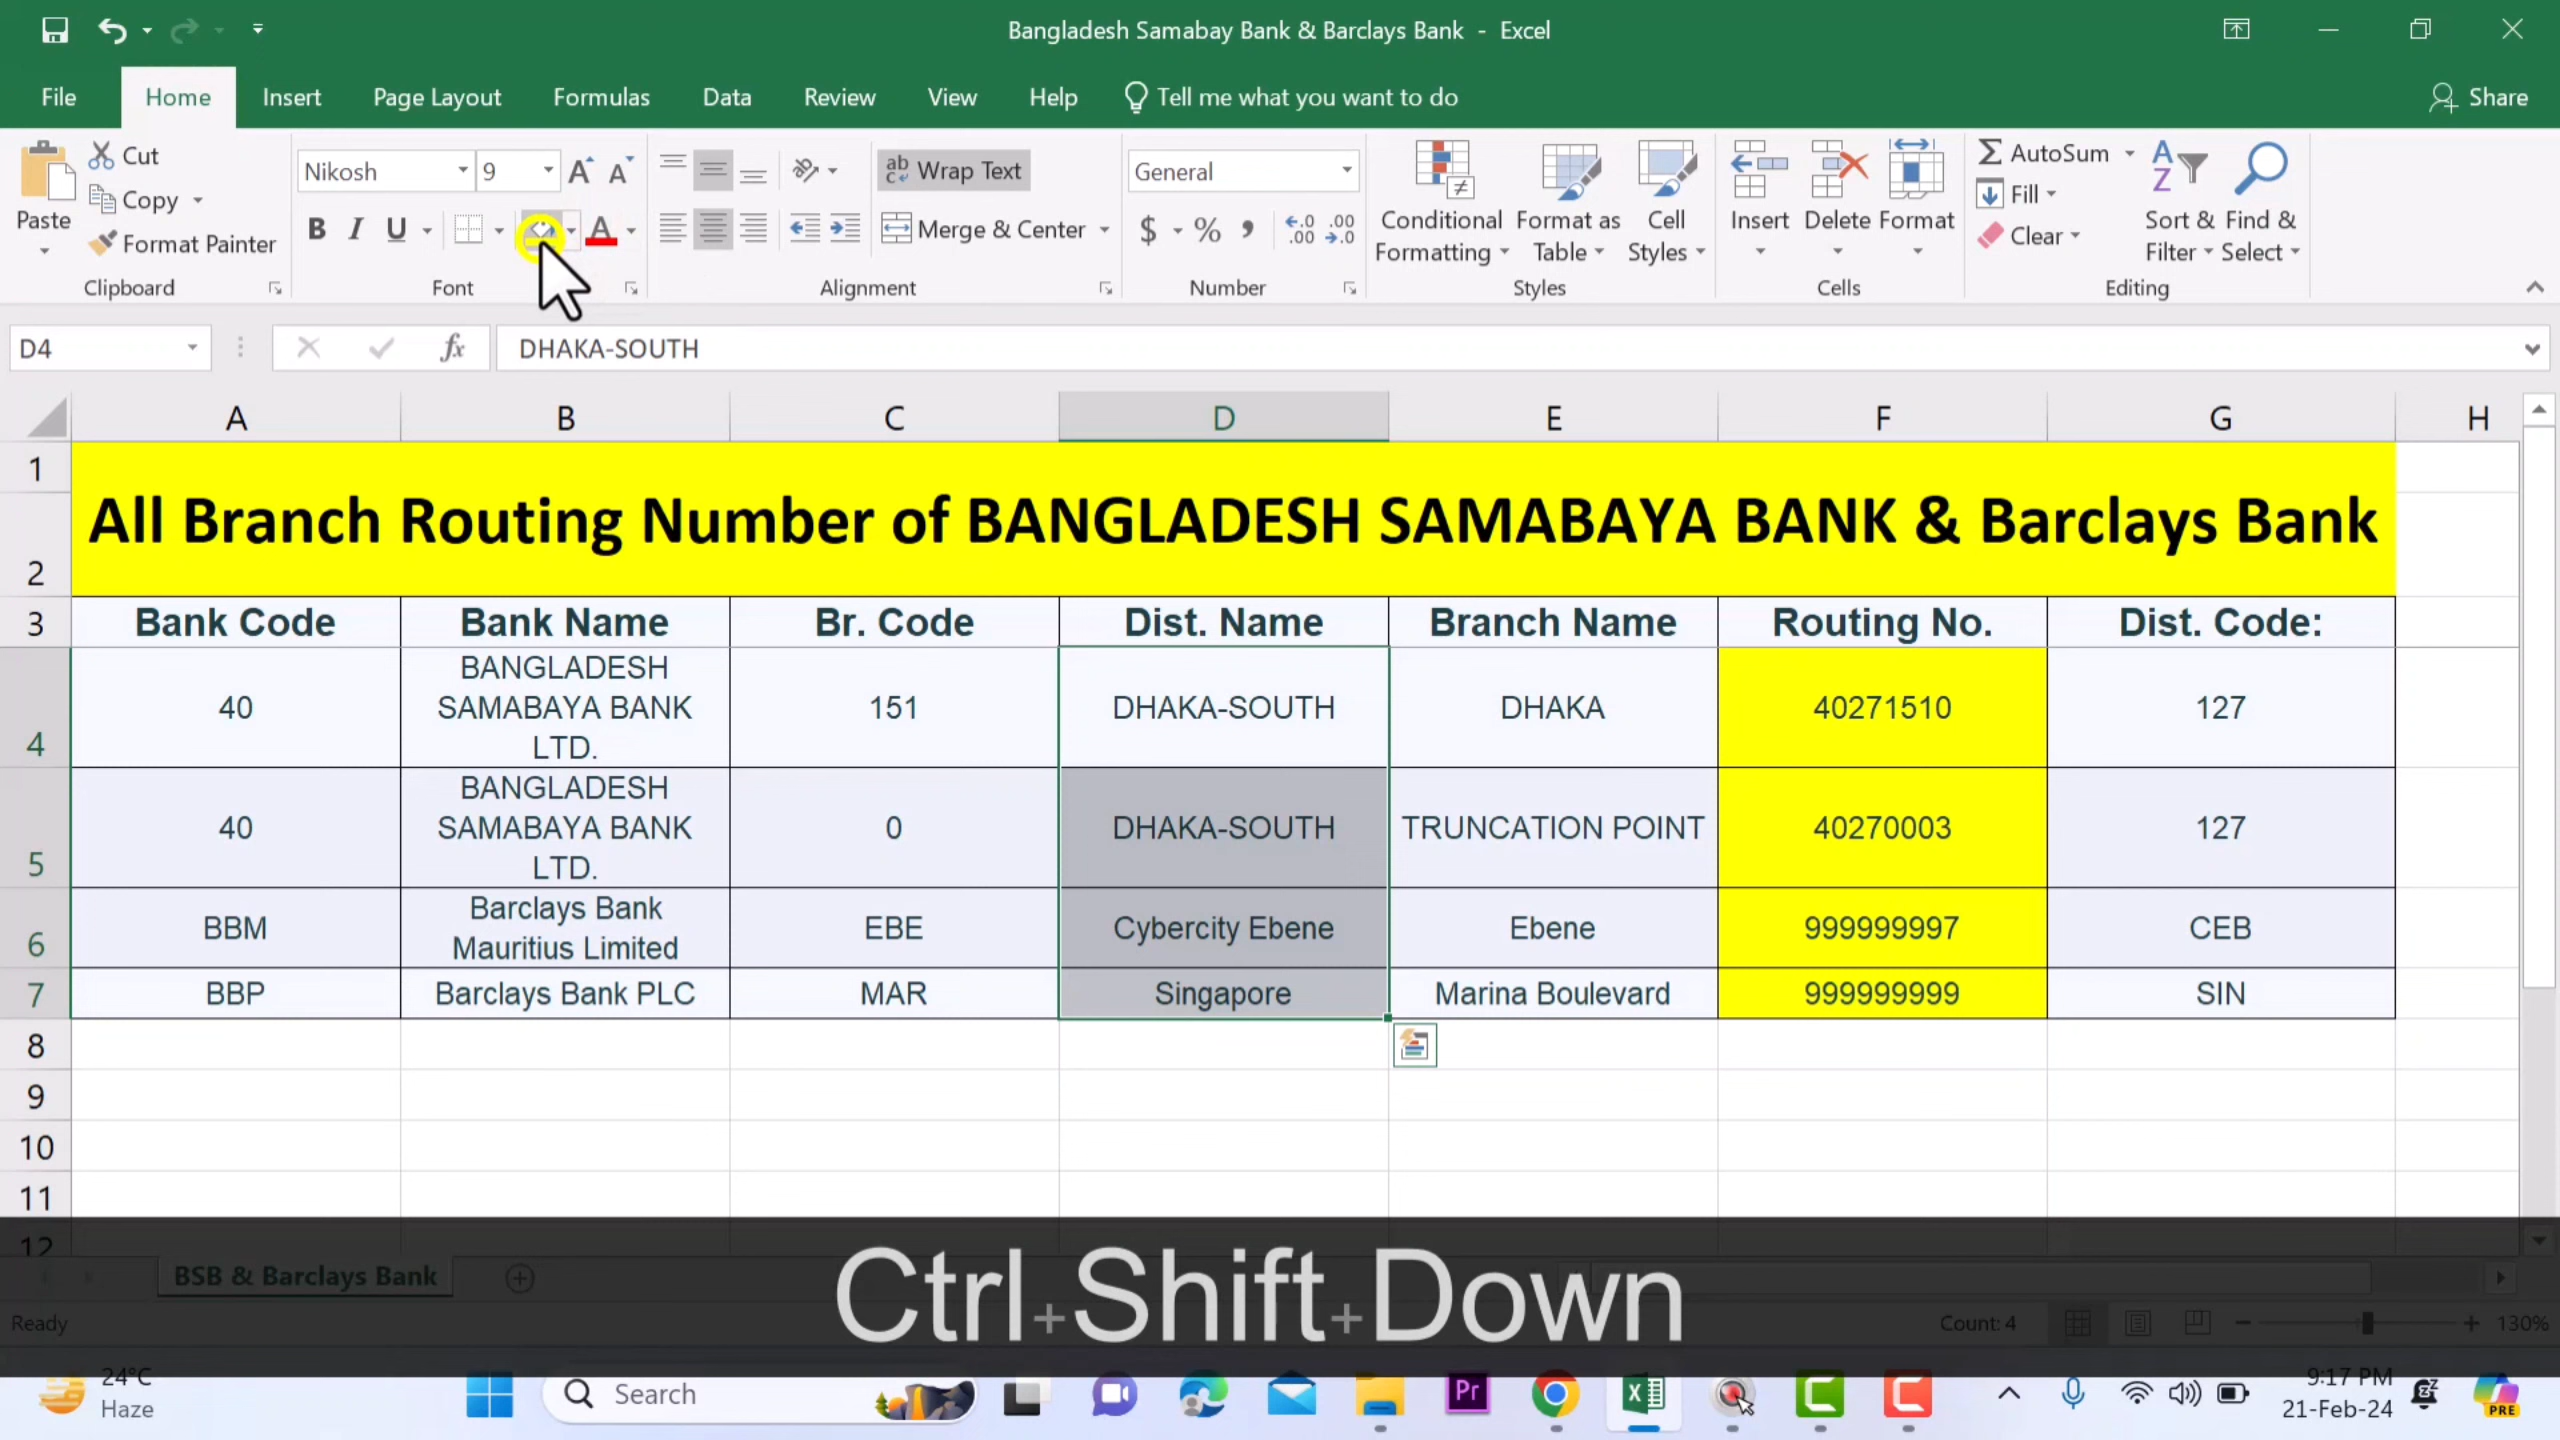 Bangladesh Samabay Bank & Barclays Bank - Excel
File Home Insert Page Layout Formulas Data Review View Help Tell me what you want to do Share
Paste
Cut
Copy
Format Painter
Clipboard
Nikosh 9
B I U
Font
Wrap Text
Merge & Center
Alignment
General
$ % ,
Number
Conditional Formatting
Format as Table
Cell Styles
Styles
Insert Delete Format
Cells
AutoSum
Fill
Clear
Sort & Filter
Find & Select
Editing
D4 fx DHAKA-SOUTH
A B C D E F G H
1
2
All Branch Routing Number of BANGLADESH SAMABAYA BANK & Barclays Bank
3 Bank Code Bank Name Br. Code Dist. Name Branch Name Routing No. Dist. Code:
4 40 BANGLADESH SAMABAYA BANK LTD. 151 DHAKA-SOUTH DHAKA 40271510 127
5 40 BANGLADESH SAMABAYA BANK LTD. 0 DHAKA-SOUTH TRUNCATION POINT 40270003 127
6 BBM Barclays Bank Mauritius Limited EBE Cybercity Ebene Ebene 999999997 CEB
7 BBP Barclays Bank PLC MAR Singapore Marina Boulevard 999999999 SIN
8
9
10
11
12
Ctrl+Shift+Down
BSB & Barclays Bank
Ready Count: 4 130%
24°C
Haze
Search
Pr
PRE
9:17 PM
21-Feb-24